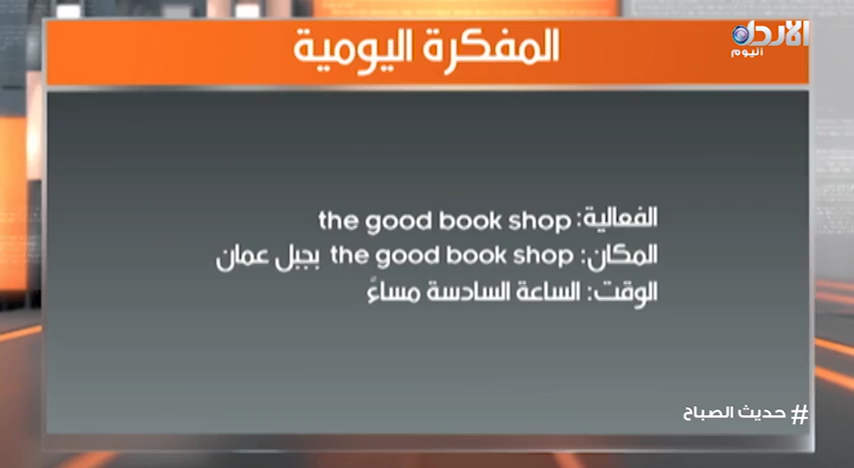 المفكرة اليومية
الأردن
اليوم
الفعالية: the good book shop
المكان: the good book shop بجبل عمان
الوقت: الساعة السادسة مساءً
# حديث الصباح